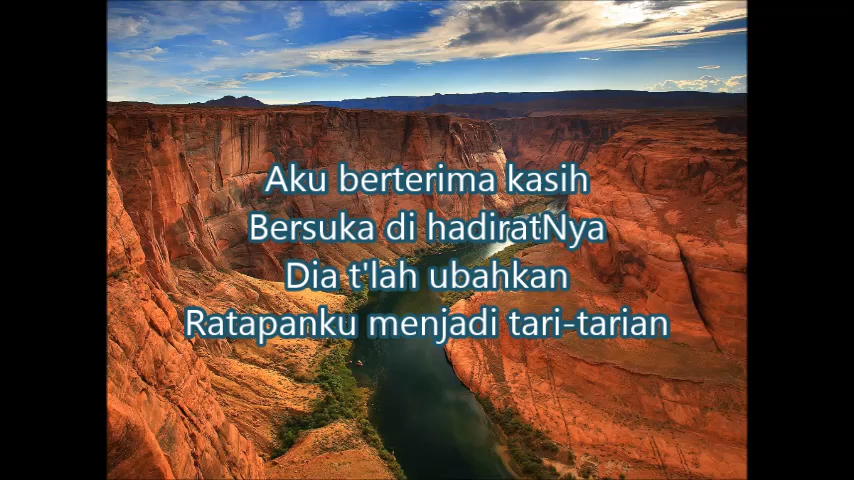 Aku berterima kasih
Bersuka di hadiratNya
Dia t'lah ubahkan
Ratapanku menjadi tari-tarian